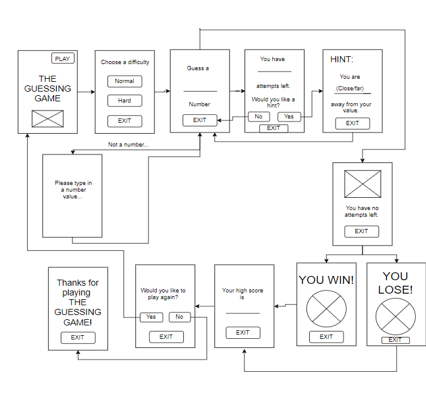 PLAY
THE
GUESSING
GAME
Choose a difficulty
Normal
Hard
EXIT
Guess a
Number
EXIT
You have
attempts left.
Would you like a
hint?
No
Yes
EXIT
HINT:
You are
(Close/far)
away from your
value.
EXIT
Not a number...
Please type in
a number
value...
You have no
attempts left.
EXIT
Thanks for
playing
THE
GUESSING
GAME!
EXIT
Would you like to
play again?
Yes
No
EXIT
Your high score
is
EXIT
YOU WIN!
EXIT
YOU
LOSE!
EXIT